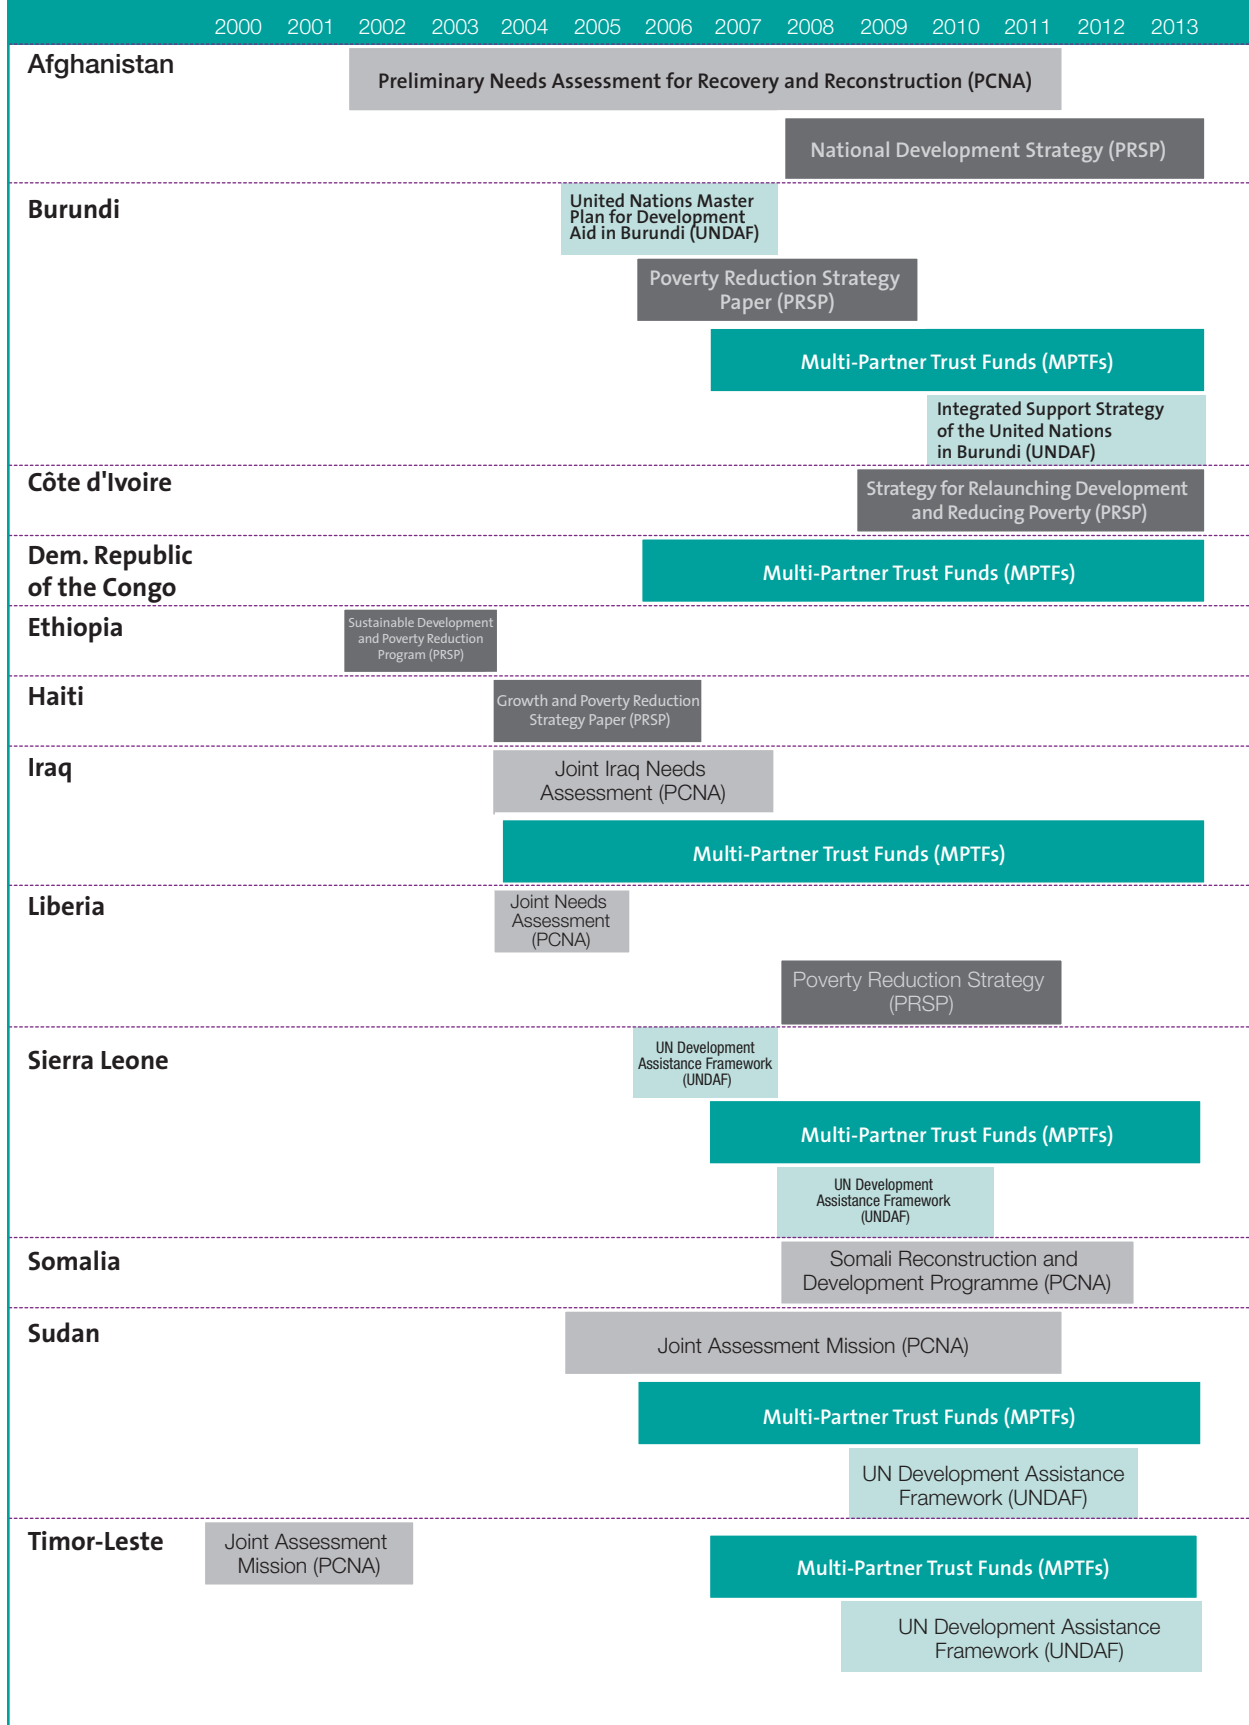 2000 2001 2002 2003 2004 2005 2006 2007 2008 2009 2010 2011 2012 2013
Afghanistan
Preliminary Needs Assessment for Recovery and Reconstruction (PCNA)
National Development Strategy (PRSP)
Burundi
United Nations Master
Plan for Development
Aid in Burundi (UNDAF)
Poverty Reduction Strategy
Paper (PRSP)
Multi-Partner Trust Funds (MPTFs)
Integrated Support Strategy
of the United Nations
in Burundi (UNDAF)
Côte d'Ivoire
Strategy for Relaunching Development
and Reducing Poverty (PRSP)
Dem. Republic
of the Congo
Multi-Partner Trust Funds (MPTFs)
Ethiopia
Sustainable Development
and Poverty Reduction
Program (PRSP)
Haiti
Growth and Poverty Reduction
Strategy Paper (PRSP)
Iraq
Joint Iraq Needs
Assessment (PCNA)
Multi-Partner Trust Funds (MPTFs)
Liberia
Joint Needs
Assessment
(PCNA)
Poverty Reduction Strategy
(PRSP)
Sierra Leone
UN Development
Assistance Framework
(UNDAF)
Multi-Partner Trust Funds (MPTFs)
UN Development
Assistance Framework
(UNDAF)
Somalia
Somali Reconstruction and
Development Programme (PCNA)
Sudan
Joint Assessment Mission (PCNA)
Multi-Partner Trust Funds (MPTFs)
UN Development Assistance
Framework (UNDAF)
Timor-Leste
Joint Assessment
Mission (PCNA)
Multi-Partner Trust Funds (MPTFs)
UN Development Assistance
Framework (UNDAF)